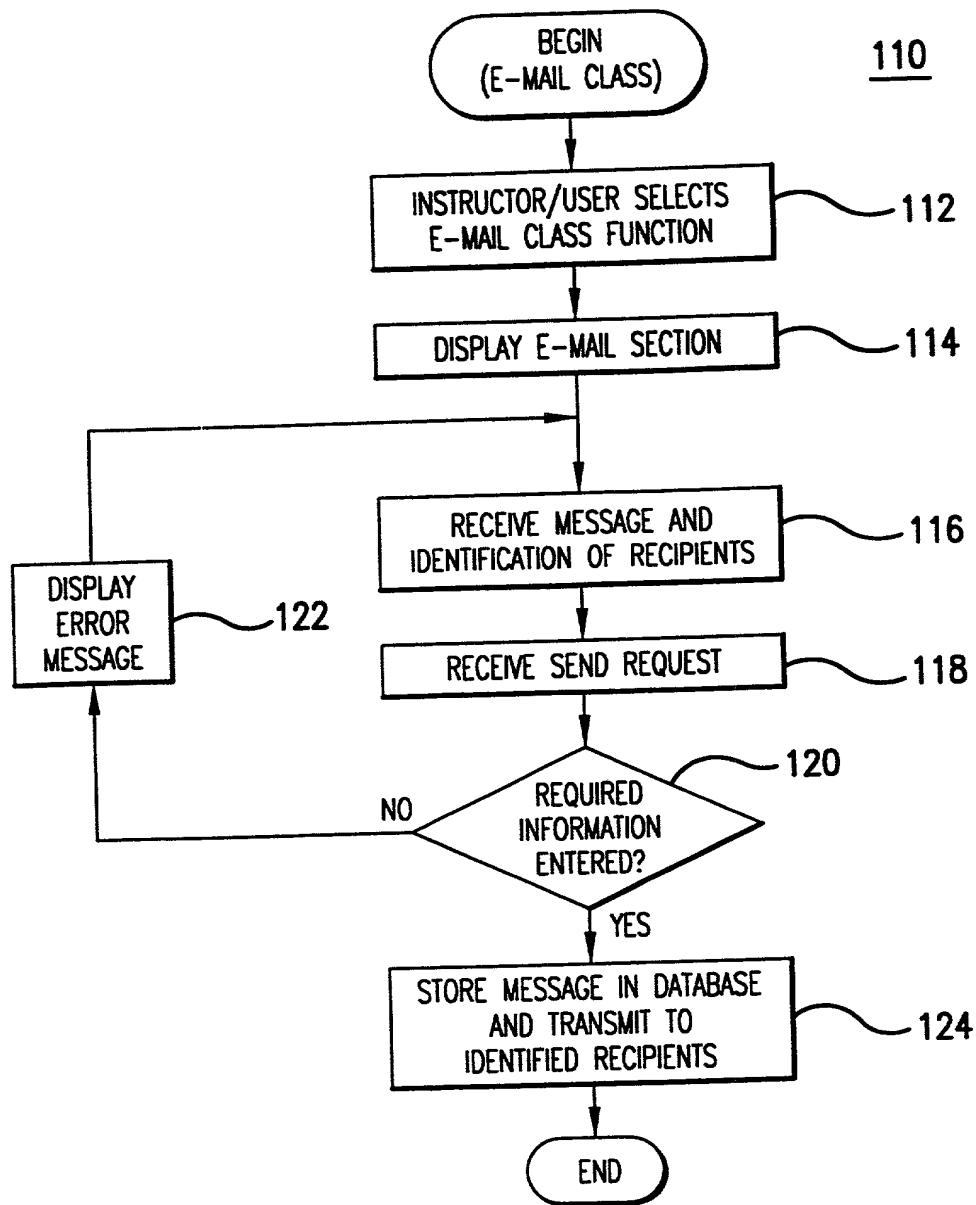 BEGIN
(E-MAIL CLASS)
110
INSTRUCTOR/USER SELECTS
E-MAIL CLASS FUNCTION
112
DISPLAY E-MAIL SECTION
114
RECEIVE MESSAGE AND
IDENTIFICATION OF RECIPIENTS
116
DISPLAY
ERROR
MESSAGE
122
RECEIVE SEND REQUEST
118
REQUIRED
INFORMATION
ENTERED?
120
NO
YES
STORE MESSAGE IN DATABASE
AND TRANSMIT TO
IDENTIFIED RECIPIENTS
124
END